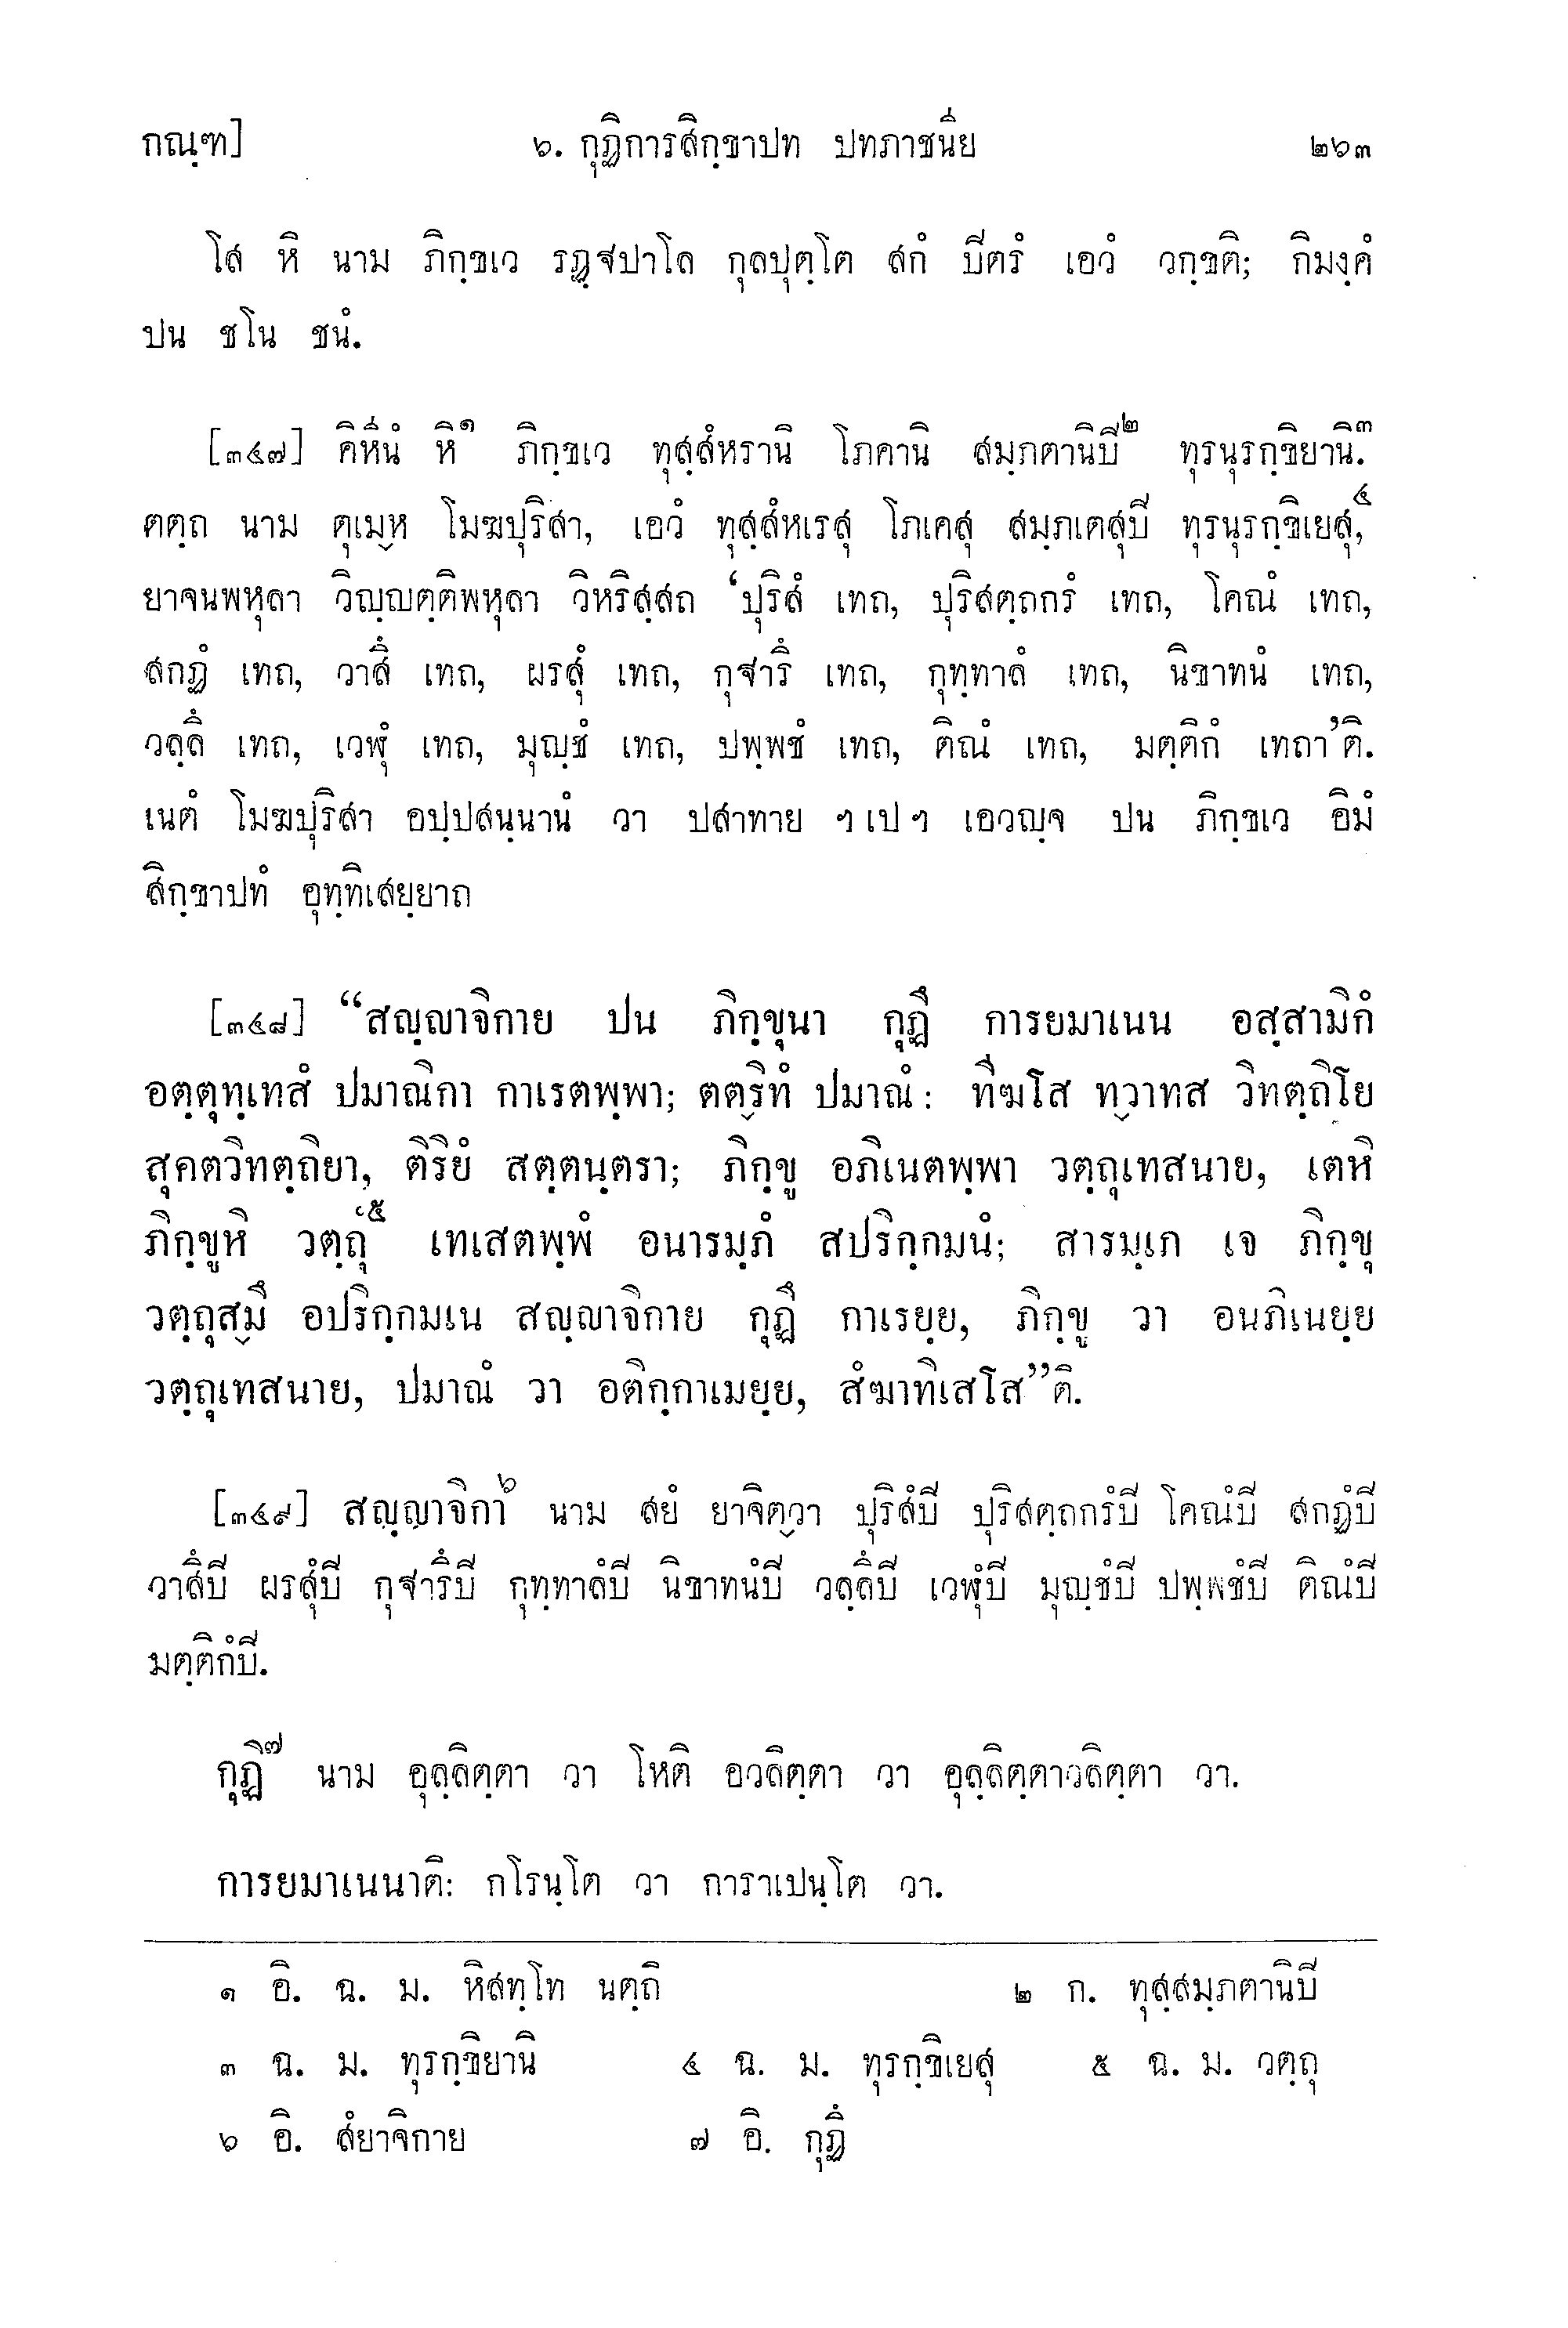 กณฺฑ] ๖. กุฏิการสิกฺขาปท ปทภาชนีย ๒๖๓
โส หิ นาม ภิกฺขเว รฏฺฐปาโล กุลปุตฺโต สกํ ปีตรํ เอวํ วกฺขติ; กิมงฺคํ
ปน ชโน ชนํ.
[๓๔๗] คิหีนํ หิ๑ ภิกฺขเว ทุสฺสํหรานิ โภคานิ สมฺภตานิปี๒ ทุรนุรกฺขิยานิ.๓
ตตฺถ นาม ตุเมฺห โมฆปุริสา, เอวํ ทุสฺสํหเรสุ โภเคสุ สมฺภเตสุปี ทุรนุรกฺขิเยสุ,๔
ยาจนพหุลา วิญฺญตฺติพหุลา วิหริสฺสถ ‘ปุริสํ เทถ, ปุริสตฺถกรํ เทถ, โคณํ เทถ,
สกฏํ เทถ, วาสึ เทถ, ผรสุํ เทถ, กุฐารึ เทถ, กุทฺทาลํ เทถ, นิขาทนํ เทถ,
วลฺลึ เทถ, เวฬุํ เทถ, มุญฺชํ เทถ, ปพฺพชํ เทถ, ติณํ เทถ, มตฺติกํ เทถา’ติ.
เนตํ โมฆปุริสา อปฺปสนฺนานํ วา ปสาทาย ฯ เป ฯ เอวญฺจ ปน ภิกฺขเว อิมํ
สิกฺขาปทํ อุทฺทิเสยฺยาถ
[๓๔๘] “สญฺญาจิกาย ปน ภิกฺขุนา กุฏึ การยมาเนน อสฺสามิกํ
อตฺตุทฺเทสํ ปมาณิกา กาเรตพฺพา; ตตฺริทํ ปมาณํ: ทีฆโส ทฺวาทส วิทตฺถิโย
สุคตวิทตฺถิยา, ติริยํ สตฺตนฺตรา; ภิกฺขู อภิเนตพฺพา วตฺถุเทสนาย, เตหิ
ภิกฺขูหิ วตฺถุํ๕ เทเสตพฺพํ อนารมฺภํ สปริกฺกมนํ; สารมฺเภ เจ ภิกฺขุ
วตฺถุสฺมึ อปริกฺกมเน สญฺญาจิกาย กุฏึ กาเรยฺย, ภิกฺขู วา อนภิเนยฺย
วตฺถุเทสนาย, ปมาณํ วา อติกฺกาเมยฺย, สํฆาทิเสโส”ติ.
[๓๔๙] สญฺญาจิกา๖ นาม สยํ ยาจิตฺวา ปุริสํปี ปุริสตฺถกรํปี โคณํปี สกฏํปี
วาสึปี ผรสุํปี กุฐารึปี กุทฺทาลํปี นิขาทนํปี วลฺลึปี เวฬุํปี มุญฺชํปี ปพฺพชํปี ติณํปี
มตฺติกํปี.
กุฏิ๗ นาม อุลฺลิตฺตา วา โหติ อวลิตฺตา วา อุลฺลิตฺตาวลิตฺตา วา.
การยมาเนนาติ: กโรนฺโต วา การาเปนฺโต วา.
๑ อิ. ฉ. ม. หิสทฺโท นตฺถิ ๒ ก. ทุสฺสมฺภตานิปี
๓ ฉ. ม. ทุรกฺขิยานิ ๔ ฉ. ม. ทุรกฺขิเยสุ ๕ ฉ. ม. วตฺถุ
๖ อิ. สํยาจิกาย ๗ อิ. กุฏึ